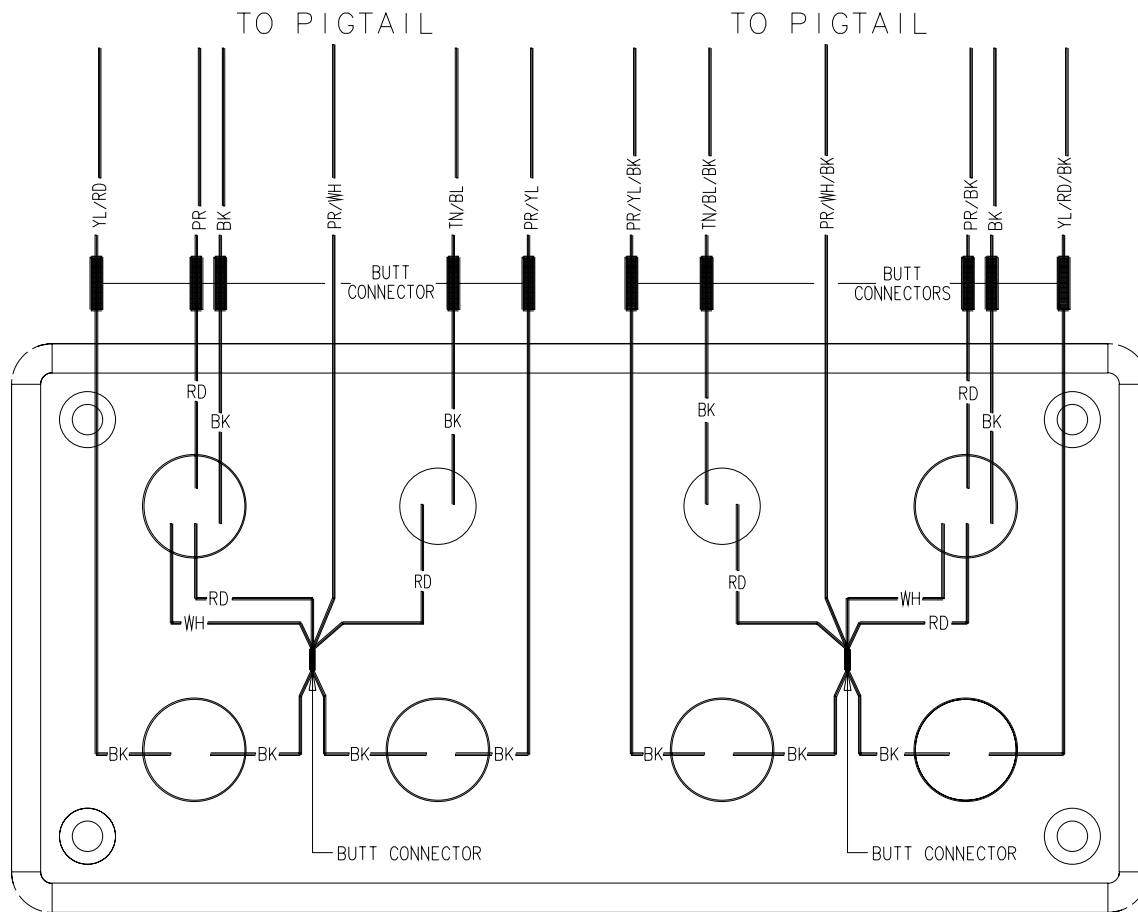 TO PIGTAIL
TO PIGTAIL
YL/RD
PR
BK
PR/WH
TN/BL
PR/YL
PR/YL/BK
TN/BL/BK
PR/WH/BK
PR/BK
BK
YL/RD/BK
BUTT
CONNECTOR
BUTT
CONNECTORS
RD
BK
BK
BK
RD
BK
RD
RD
WH
RD
WH
RD
BK
BK
BK
BK
BK
BK
BK
BUTT CONNECTOR
BUTT CONNECTOR